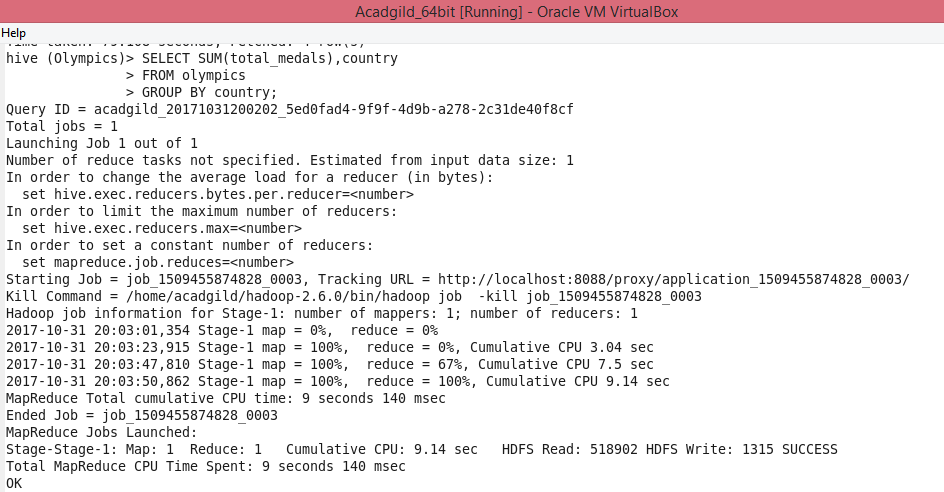 Acadgild_64bit [Running] - Oracle VM VirtualBox
Help
hive (Olympics)> SELECT SUM(total_medals),country
> FROM olympics
> GROUP BY country;
Query ID = acadgild_20171031200202_5ed0fad4-9f9f-4d9b-a278-2c31de40f8cf
Total jobs = 1
Launching Job 1 out of 1
Number of reduce tasks not specified. Estimated from input data size: 1
In order to change the average load for a reducer (in bytes):
  set hive.exec.reducers.bytes.per.reducer=<number>
In order to limit the maximum number of reducers:
  set hive.exec.reducers.max=<number>
In order to set a constant number of reducers:
  set mapreduce.job.reduces=<number>
Starting Job = job_1509455874828_0003, Tracking URL = http://localhost:8088/proxy/application_1509455874828_0003/
Kill Command = /home/acadgild/hadoop-2.6.0/bin/hadoop job  -kill job_1509455874828_0003
Hadoop job information for Stage-1: number of mappers: 1; number of reducers: 1
2017-10-31 20:03:01,354 Stage-1 map = 0%,  reduce = 0%
2017-10-31 20:03:23,915 Stage-1 map = 100%,  reduce = 0%, Cumulative CPU 3.04 sec
2017-10-31 20:03:47,810 Stage-1 map = 100%,  reduce = 67%, Cumulative CPU 7.5 sec
2017-10-31 20:03:50,862 Stage-1 map = 100%,  reduce = 100%, Cumulative CPU 9.14 sec
MapReduce Total cumulative CPU time: 9 seconds 140 msec
Ended Job = job_1509455874828_0003
MapReduce Jobs Launched:
Stage-Stage-1: Map: 1  Reduce: 1   Cumulative CPU: 9.14 sec   HDFS Read: 518902 HDFS Write: 1315 SUCCESS
Total MapReduce CPU Time Spent: 9 seconds 140 msec
OK